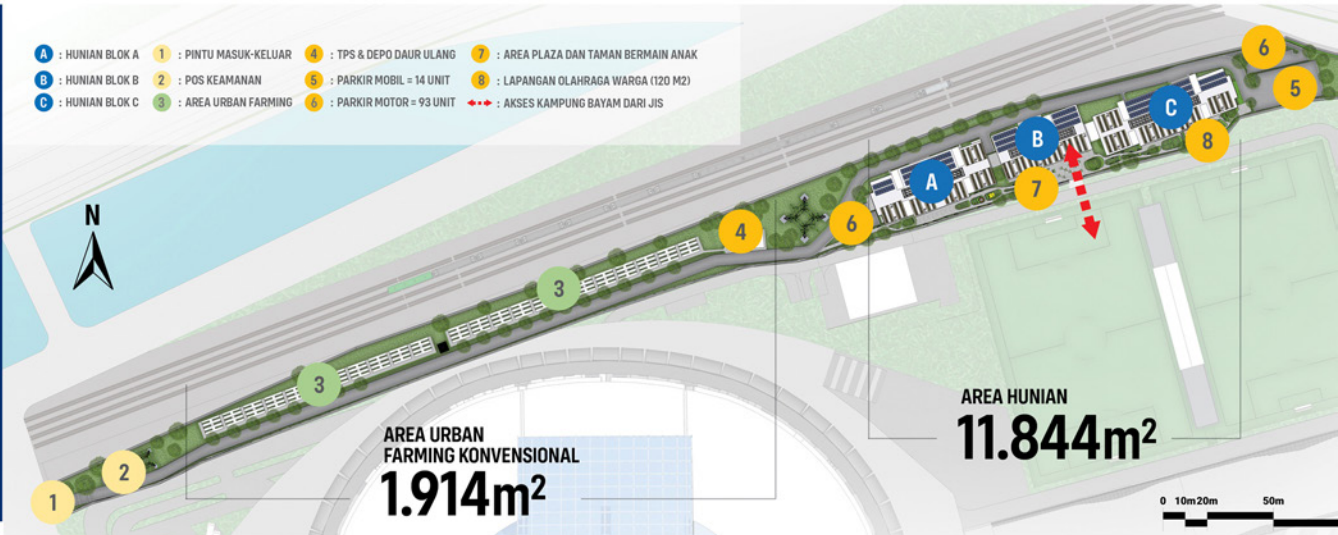 A : HUNIAN BLOK A
B : HUNIAN BLOK B
C : HUNIAN BLOK C
1 : PINTU MASUK-KELUAR
2 : POS KEAMANAN
3 : AREA URBAN FARMING
4 : TPS & DEPO DAUR ULANG
5 : PARKIR MOBIL = 14 UNIT
6 : PARKIR MOTOR = 93 UNIT
7 : AREA PLAZA DAN TAMAN BERMAIN ANAK
8 : LAPANGAN OLAHRAGA WARGA (120 M2)
: AKSES KAMPUNG BAYAM DARI JIS
N
6
5
C
8
B
7
A
6
4
3
3
2
1
AREA URBAN
FARMING KONVENSIONAL
1.914m²
AREA HUNIAN
11.844m²
0 10m 20m 50m